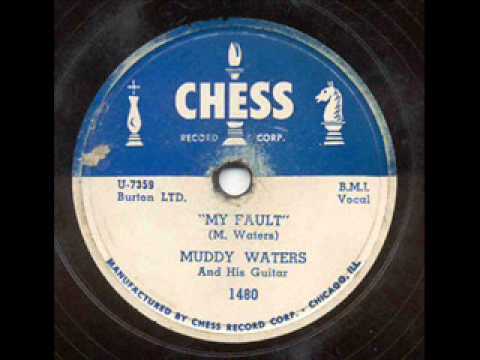 CHESS
RECORD CORP.
U-7359
Burton LTD.
B.M.I.
Vocal
"MY FAULT"
(M. Waters)
MUDDY WATERS
And His Guitar
1480
MANUFACTURED BY CHESS RECORD CORP. - CHICAGO, ILL.